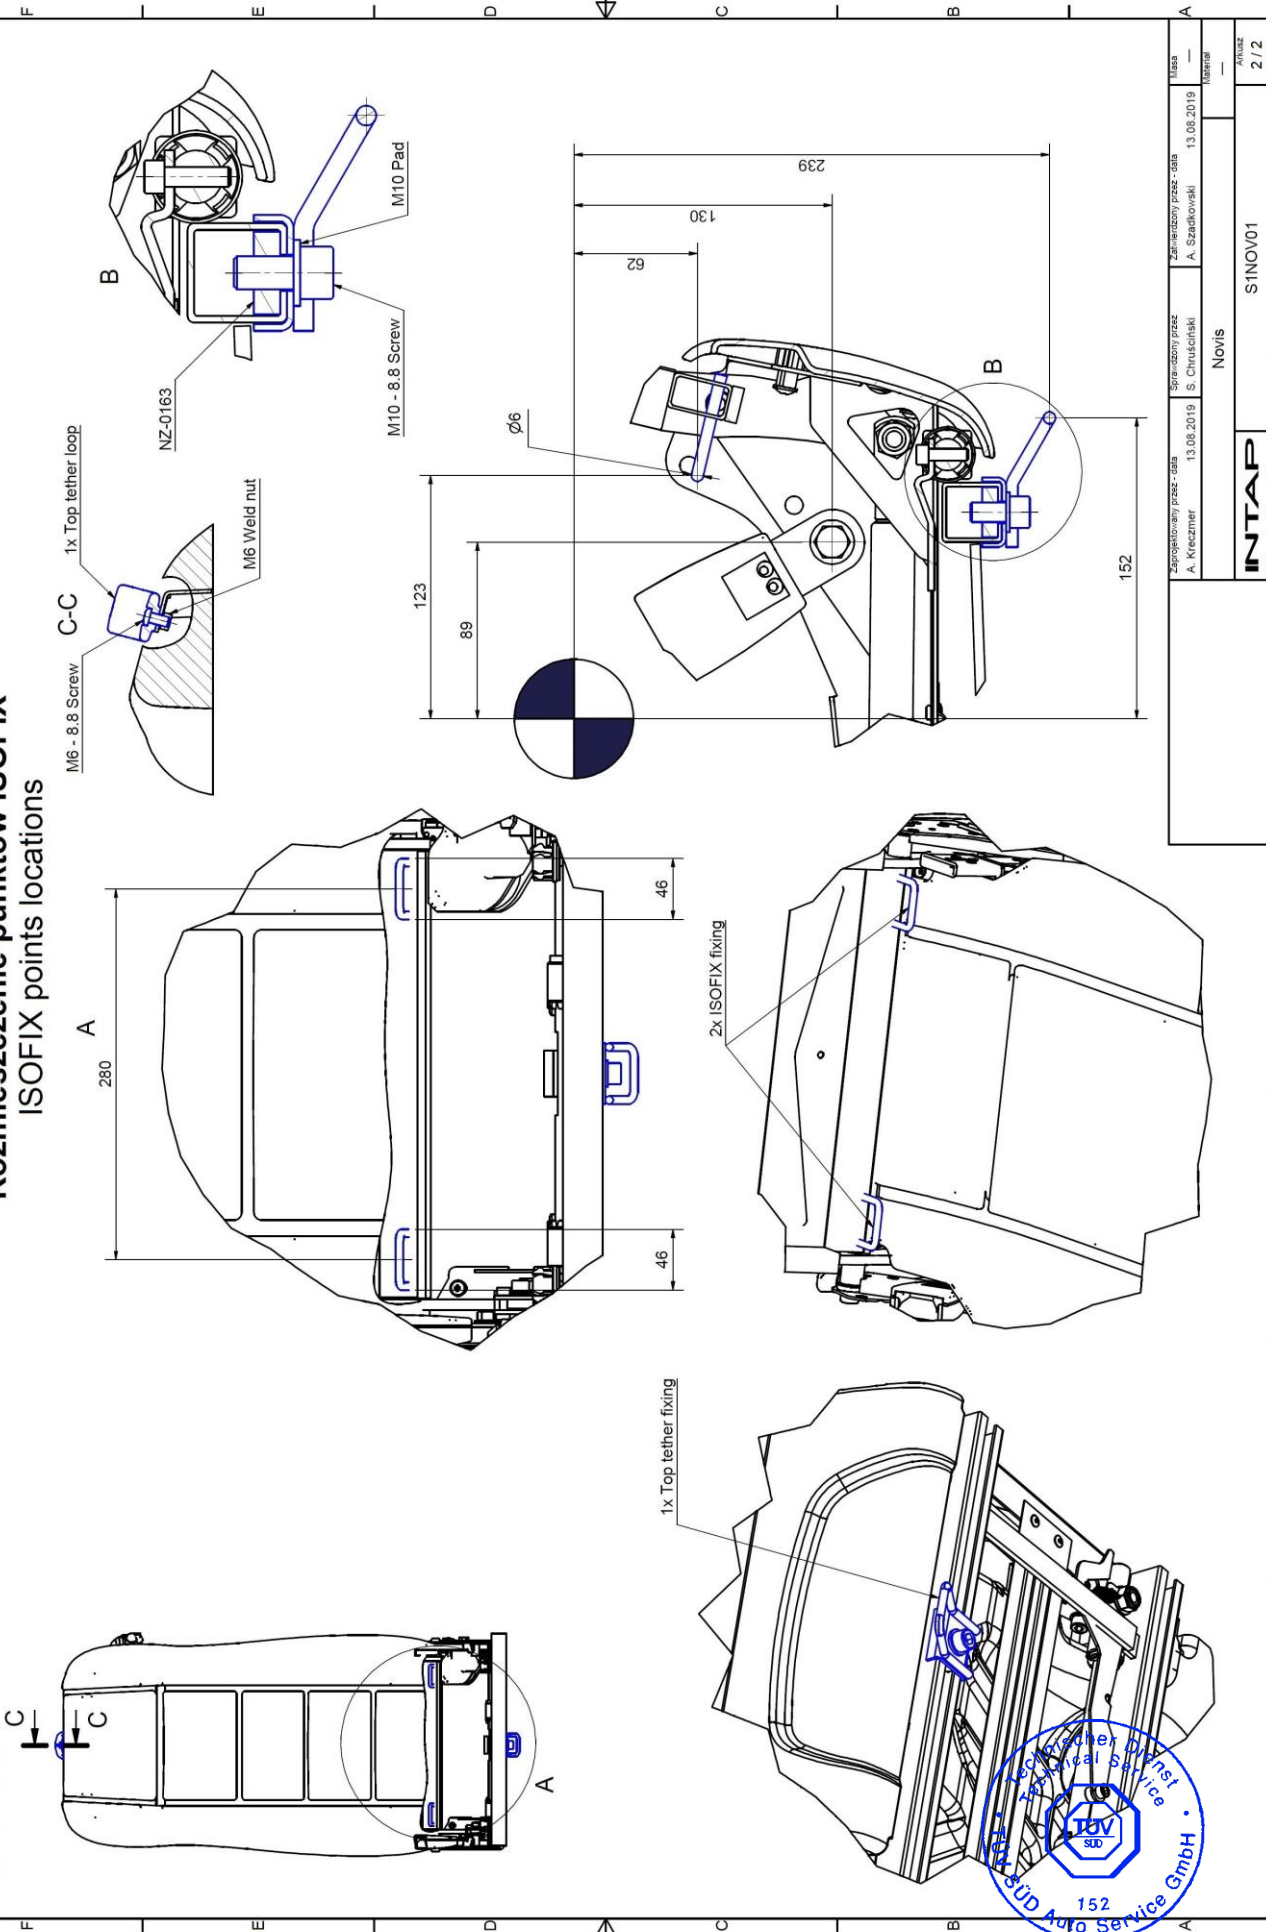 ISOFIX points locations
C
C
A
A
280
46
46
C-C
1x Top tether loop
M6 - 8.8 Screw
M6 Weld nut
B
NZ-0163
M10 Pad
M10 - 8.8 Screw
123
89
Ø6
62
130
239
152
B
1x Top tether fixing
2x ISOFIX fixing
F
E
D
C
B
A
F
E
D
C
B
A
Zaprojektowany przez - data
A. Kreczmer 13.08.2019
Sprawdzony przez
S. Chruściński
Zatwierdzony przez - data
A. Szadkowski 13.08.2019
Masa
—
Materiał
—
Novis
INTAP
S1NOV01
Arkusz
2 / 2
Technischer Dienst
Technical Service
TÜV SÜD Auto Service GmbH
TÜV
SÜD
152